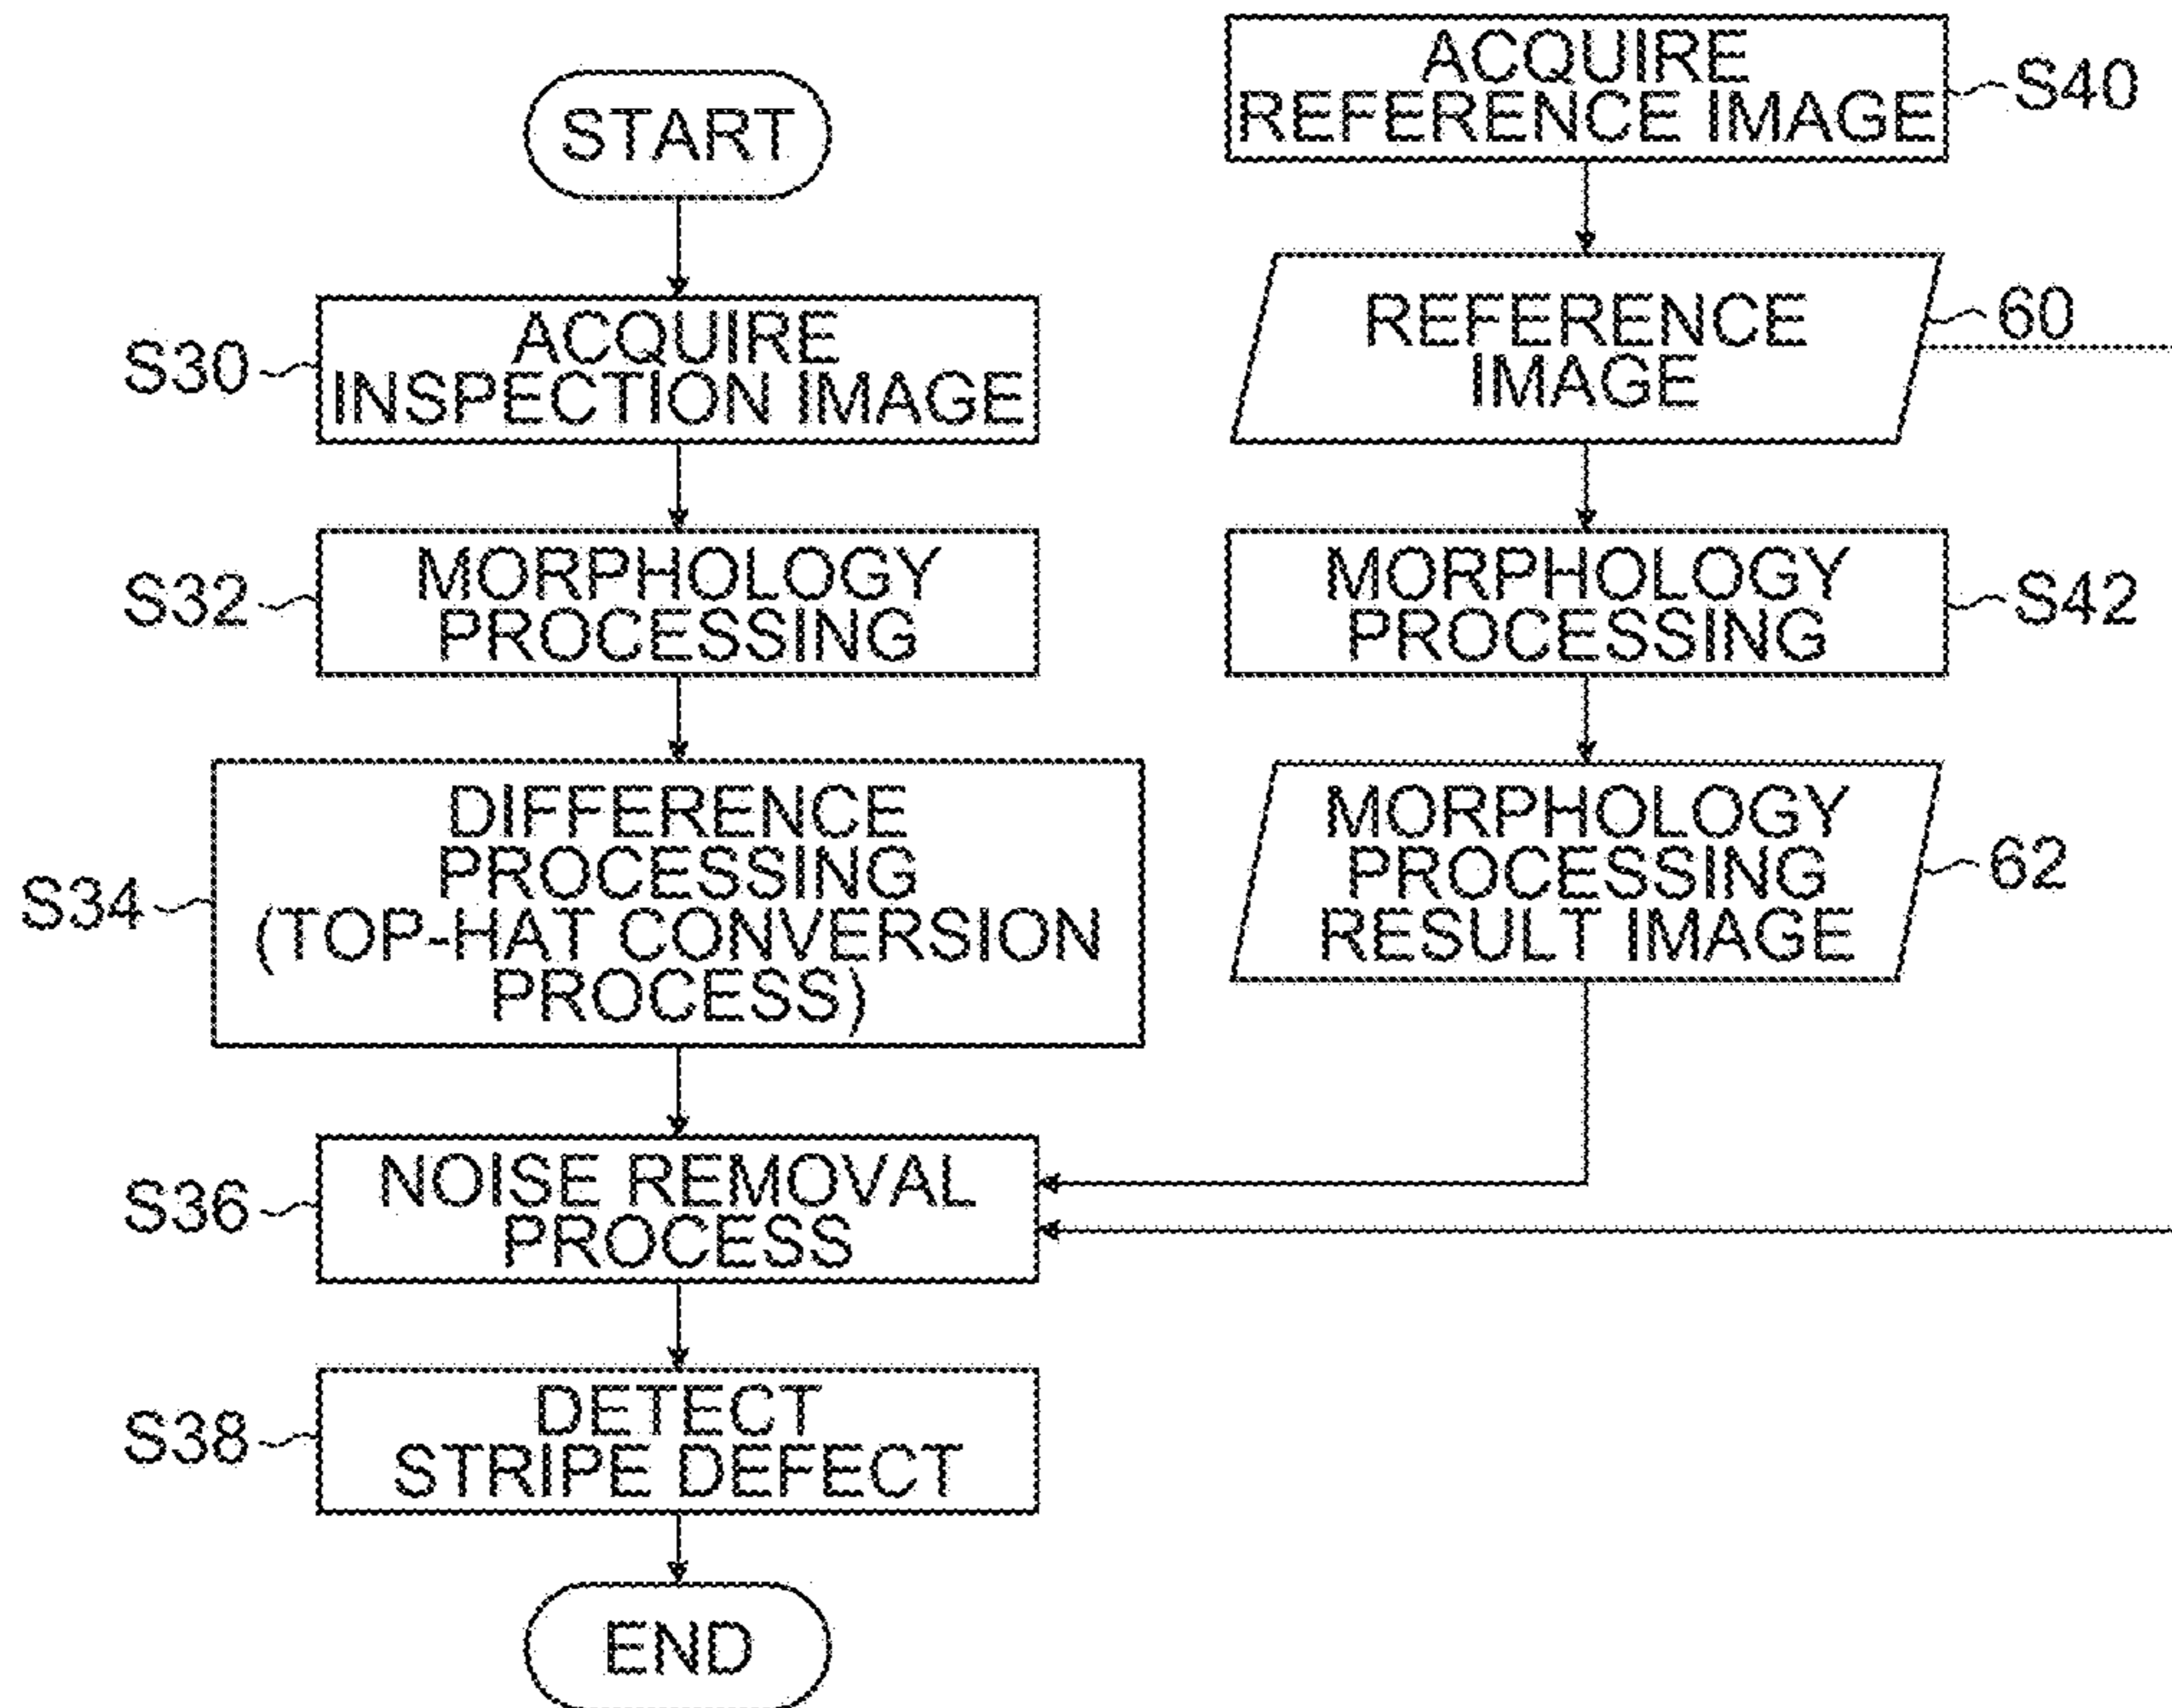 START
S30
ACQUIRE
INSPECTION IMAGE
S32
MORPHOLOGY
PROCESSING
S34
DIFFERENCE
PROCESSING
(TOP-HAT CONVERSION
PROCESS)
S36
NOISE REMOVAL
PROCESS
S38
DETECT
STRIPE DEFECT
END
ACQUIRE
REFERENCE IMAGE
S40
REFERENCE
IMAGE
60
MORPHOLOGY
PROCESSING
S42
MORPHOLOGY
PROCESSING
RESULT IMAGE
62